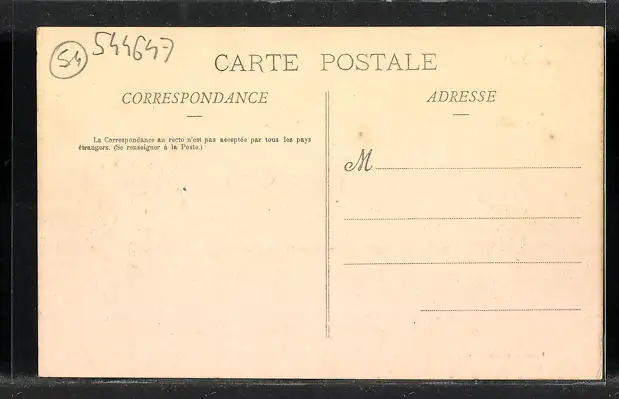 54
544647
CARTE POSTALE
CORRESPONDANCE
La Correspondance au recto n'est pas acceptée par tous les pays
étrangers. (Se renseigner à la Poste.)
ADRESSE
M